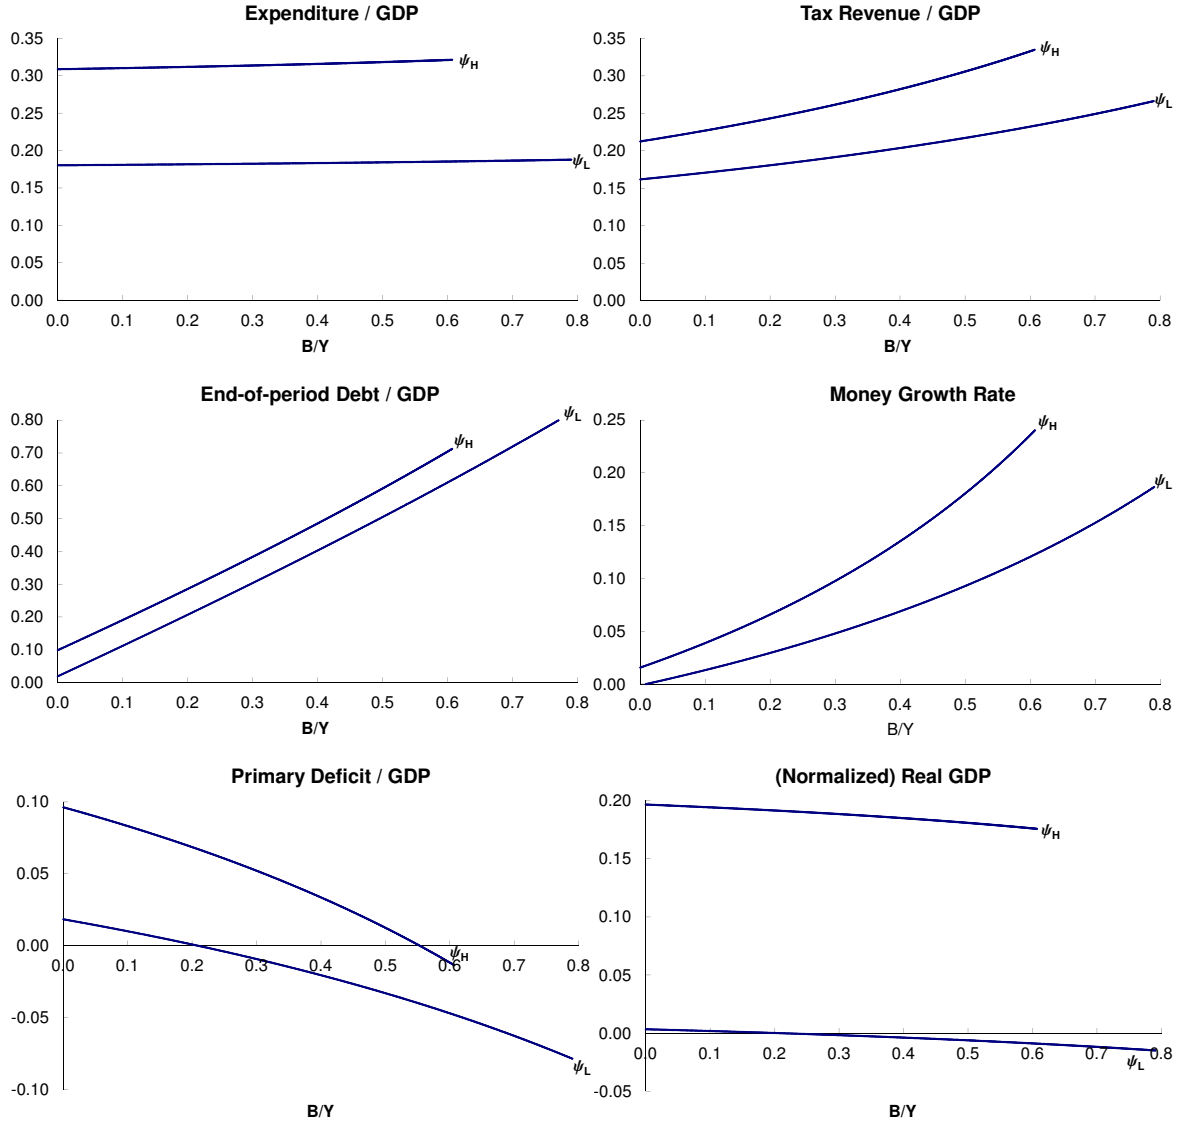 Expenditure / GDP
0.35
0.30
0.25
0.20
0.15
0.10
0.05
0.00
ψH
ψL
0.0 0.1 0.2 0.3 0.4 0.5 0.6 0.7 0.8
B/Y
Tax Revenue / GDP
0.35
0.30
0.25
0.20
0.15
0.10
0.05
0.00
ψH
ψL
0.0 0.1 0.2 0.3 0.4 0.5 0.6 0.7 0.8
B/Y
End-of-period Debt / GDP
0.80
0.70
0.60
0.50
0.40
0.30
0.20
0.10
0.00
ψL
ψH
0.0 0.1 0.2 0.3 0.4 0.5 0.6 0.7 0.8
B/Y
Money Growth Rate
0.25
0.20
0.15
0.10
0.05
0.00
ψH
ψL
0.0 0.1 0.2 0.3 0.4 0.5 0.6 0.7 0.8
B/Y
Primary Deficit / GDP
0.10
0.05
0.00
-0.05
-0.10
ψH
0.0 0.1 0.2 0.3 0.4 0.5 0.6 0.7 0.8
ψL
B/Y
(Normalized) Real GDP
0.20
0.15
0.10
0.05
0.00
-0.05
ψH
0.0 0.1 0.2 0.3 0.4 0.5 0.6 0.7 0.8
ψL
B/Y